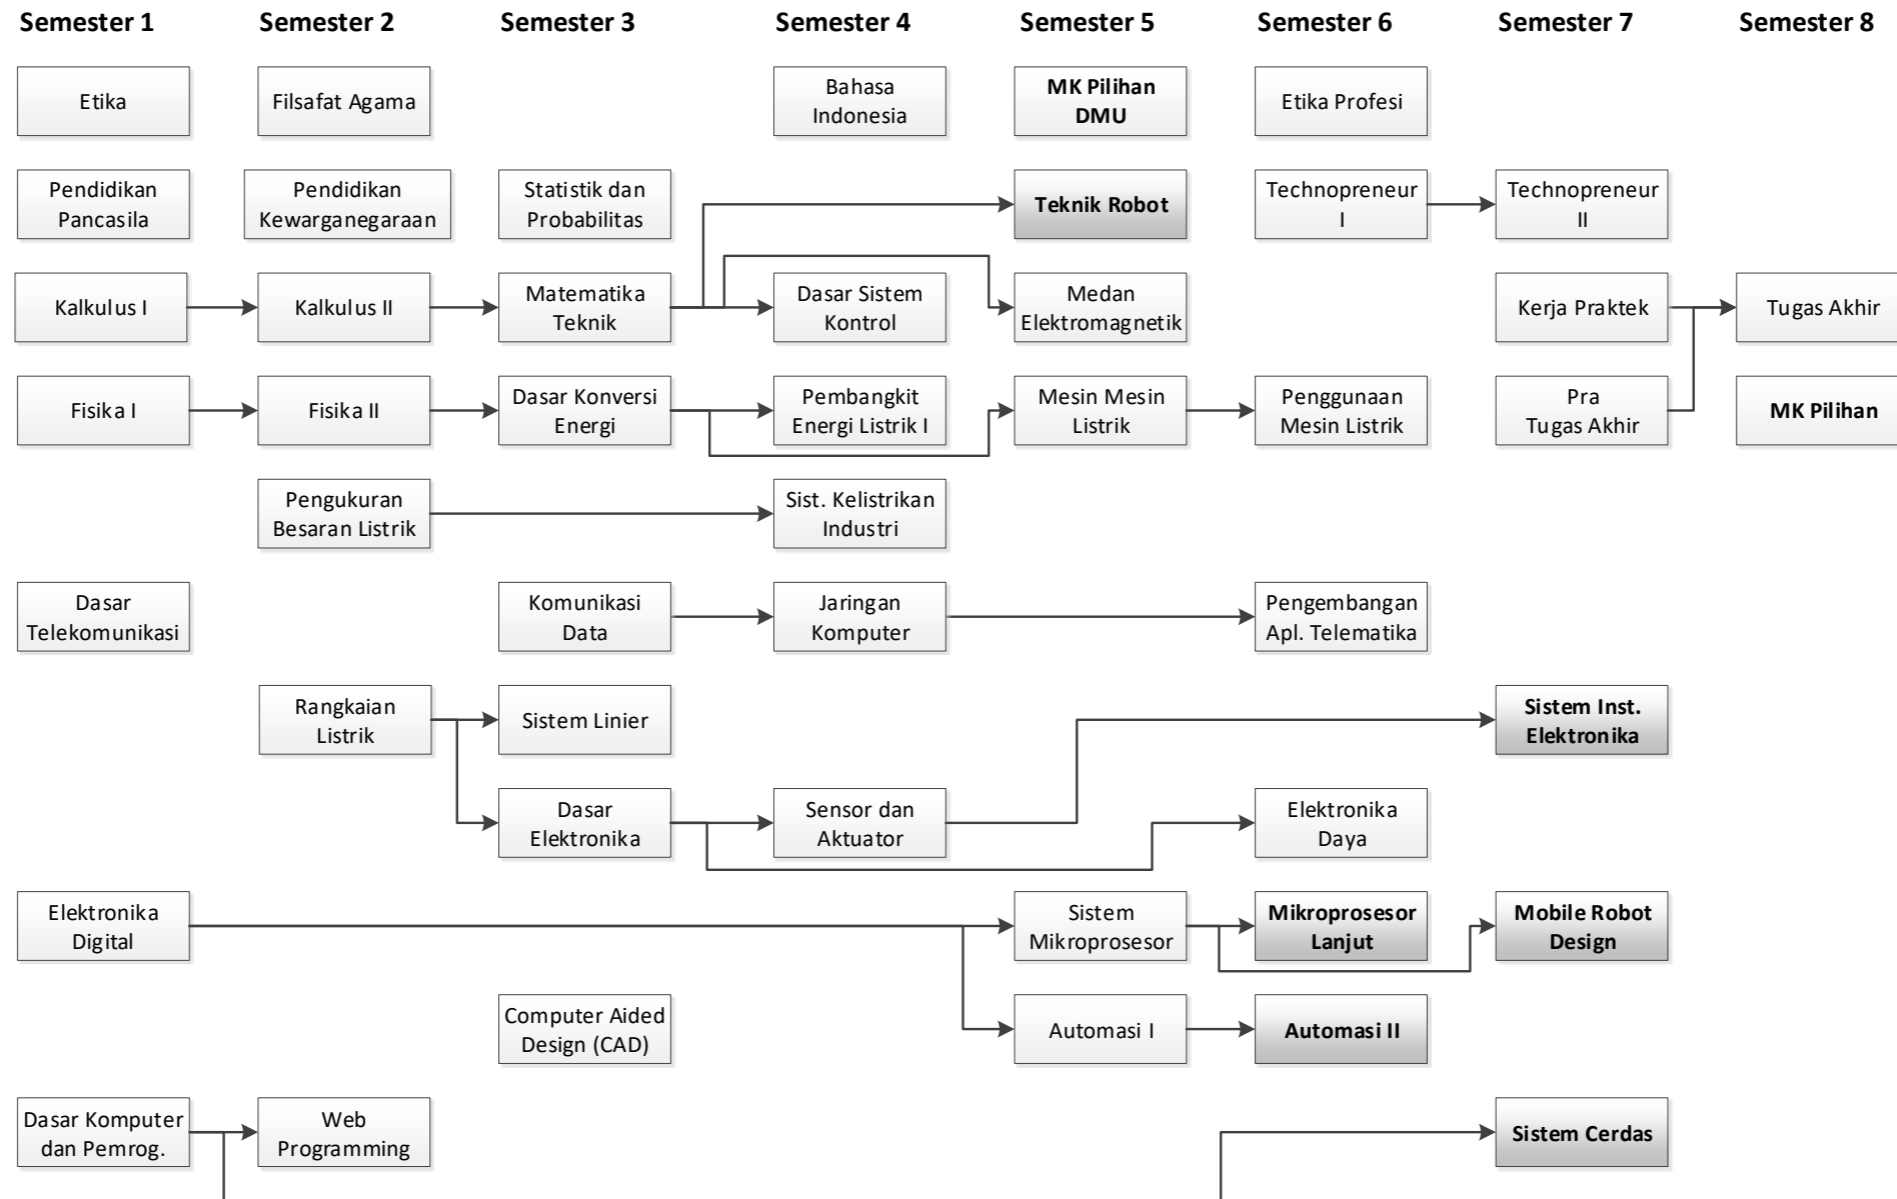 Semester 1
Semester 2
Semester 3
Semester 4
Semester 5
Semester 6
Semester 7
Semester 8
Etika
Filsafat Agama
Bahasa
Indonesia
MK Pilihan
DMU
Etika Profesi
Pendidikan
Pancasila
Pendidikan
Kewarganegaraan
Statistik dan
Probabilitas
Teknik Robot
Technopreneur
I
Technopreneur
II
Kalkulus I
Kalkulus II
Matematika
Teknik
Dasar Sistem
Kontrol
Medan
Elektromagnetik
Kerja Praktek
Tugas Akhir
Fisika I
Fisika II
Dasar Konversi
Energi
Pembangkit
Energi Listrik I
Mesin Mesin
Listrik
Penggunaan
Mesin Listrik
Pra
Tugas Akhir
MK Pilihan
Pengukuran
Besaran Listrik
Sist. Kelistrikan
Industri
Dasar
Telekomunikasi
Komunikasi
Data
Jaringan
Komputer
Pengembangan
Apl. Telematika
Rangkaian
Listrik
Sistem Linier
Sistem Inst.
Elektronika
Dasar
Elektronika
Sensor dan
Aktuator
Elektronika
Daya
Elektronika
Digital
Sistem
Mikroprosesor
Mikroprosesor
Lanjut
Mobile Robot
Design
Computer Aided
Design (CAD)
Automasi I
Automasi II
Dasar Komputer
dan Pemrog.
Web
Programming
Sistem Cerdas